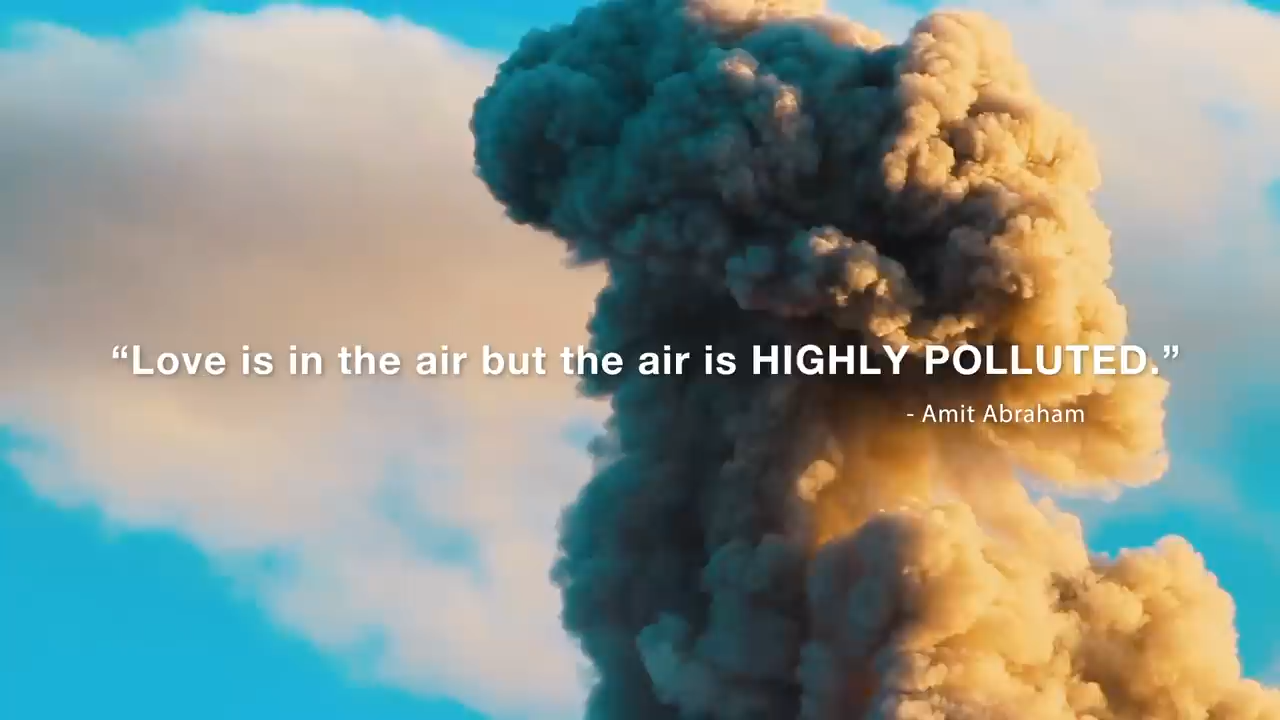 “Love is in the air but the air is HIGHLY POLLUTED.”
- Amit Abraham